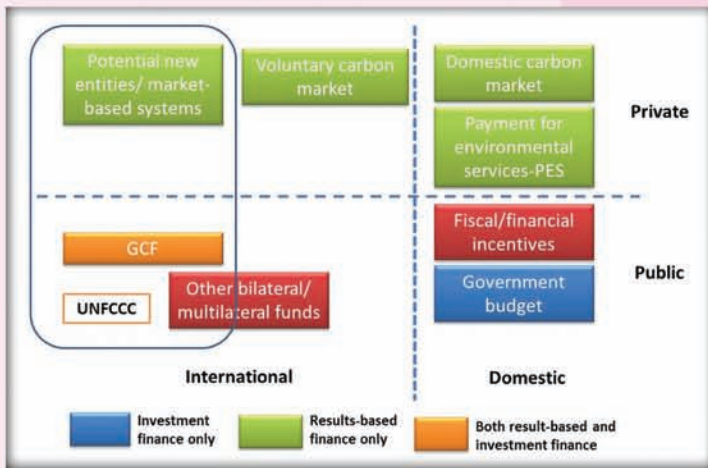 Potential new
entities/ market-
based systems
Voluntary carbon
market
Domestic carbon
market
Payment for
environmental
services-PES
Private
GCF
UNFCCC
Other bilateral/
multilateral funds
Fiscal/financial
incentives
Government
budget
Public
International
Domestic
Investment
finance only
Results-based
finance only
Both result-based and
investment finance